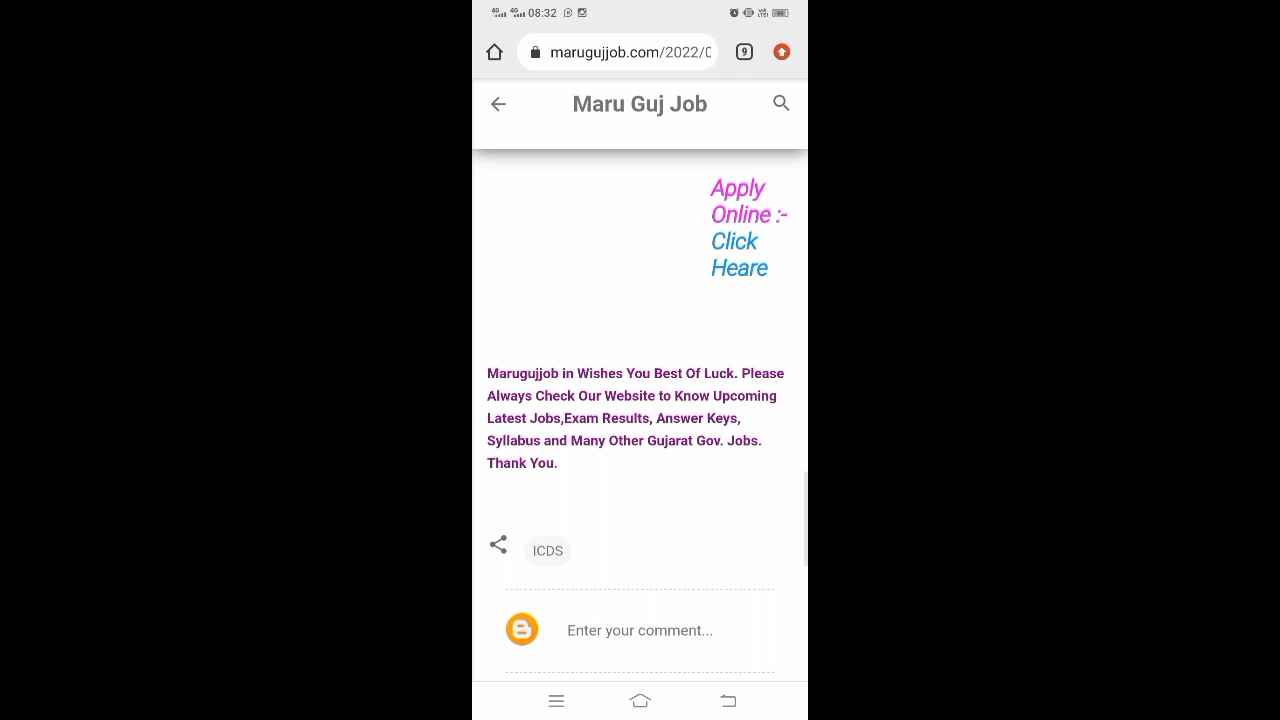 4G 4G 08:32
marugujjob.com/2022/0
9
Maru Guj Job
Apply
Online :-
Click
Heare
Marugujjob in Wishes You Best Of Luck. Please
Always Check Our Website to Know Upcoming
Latest Jobs,Exam Results, Answer Keys,
Syllabus and Many Other Gujarat Gov. Jobs.
Thank You.
ICDS
Enter your comment...